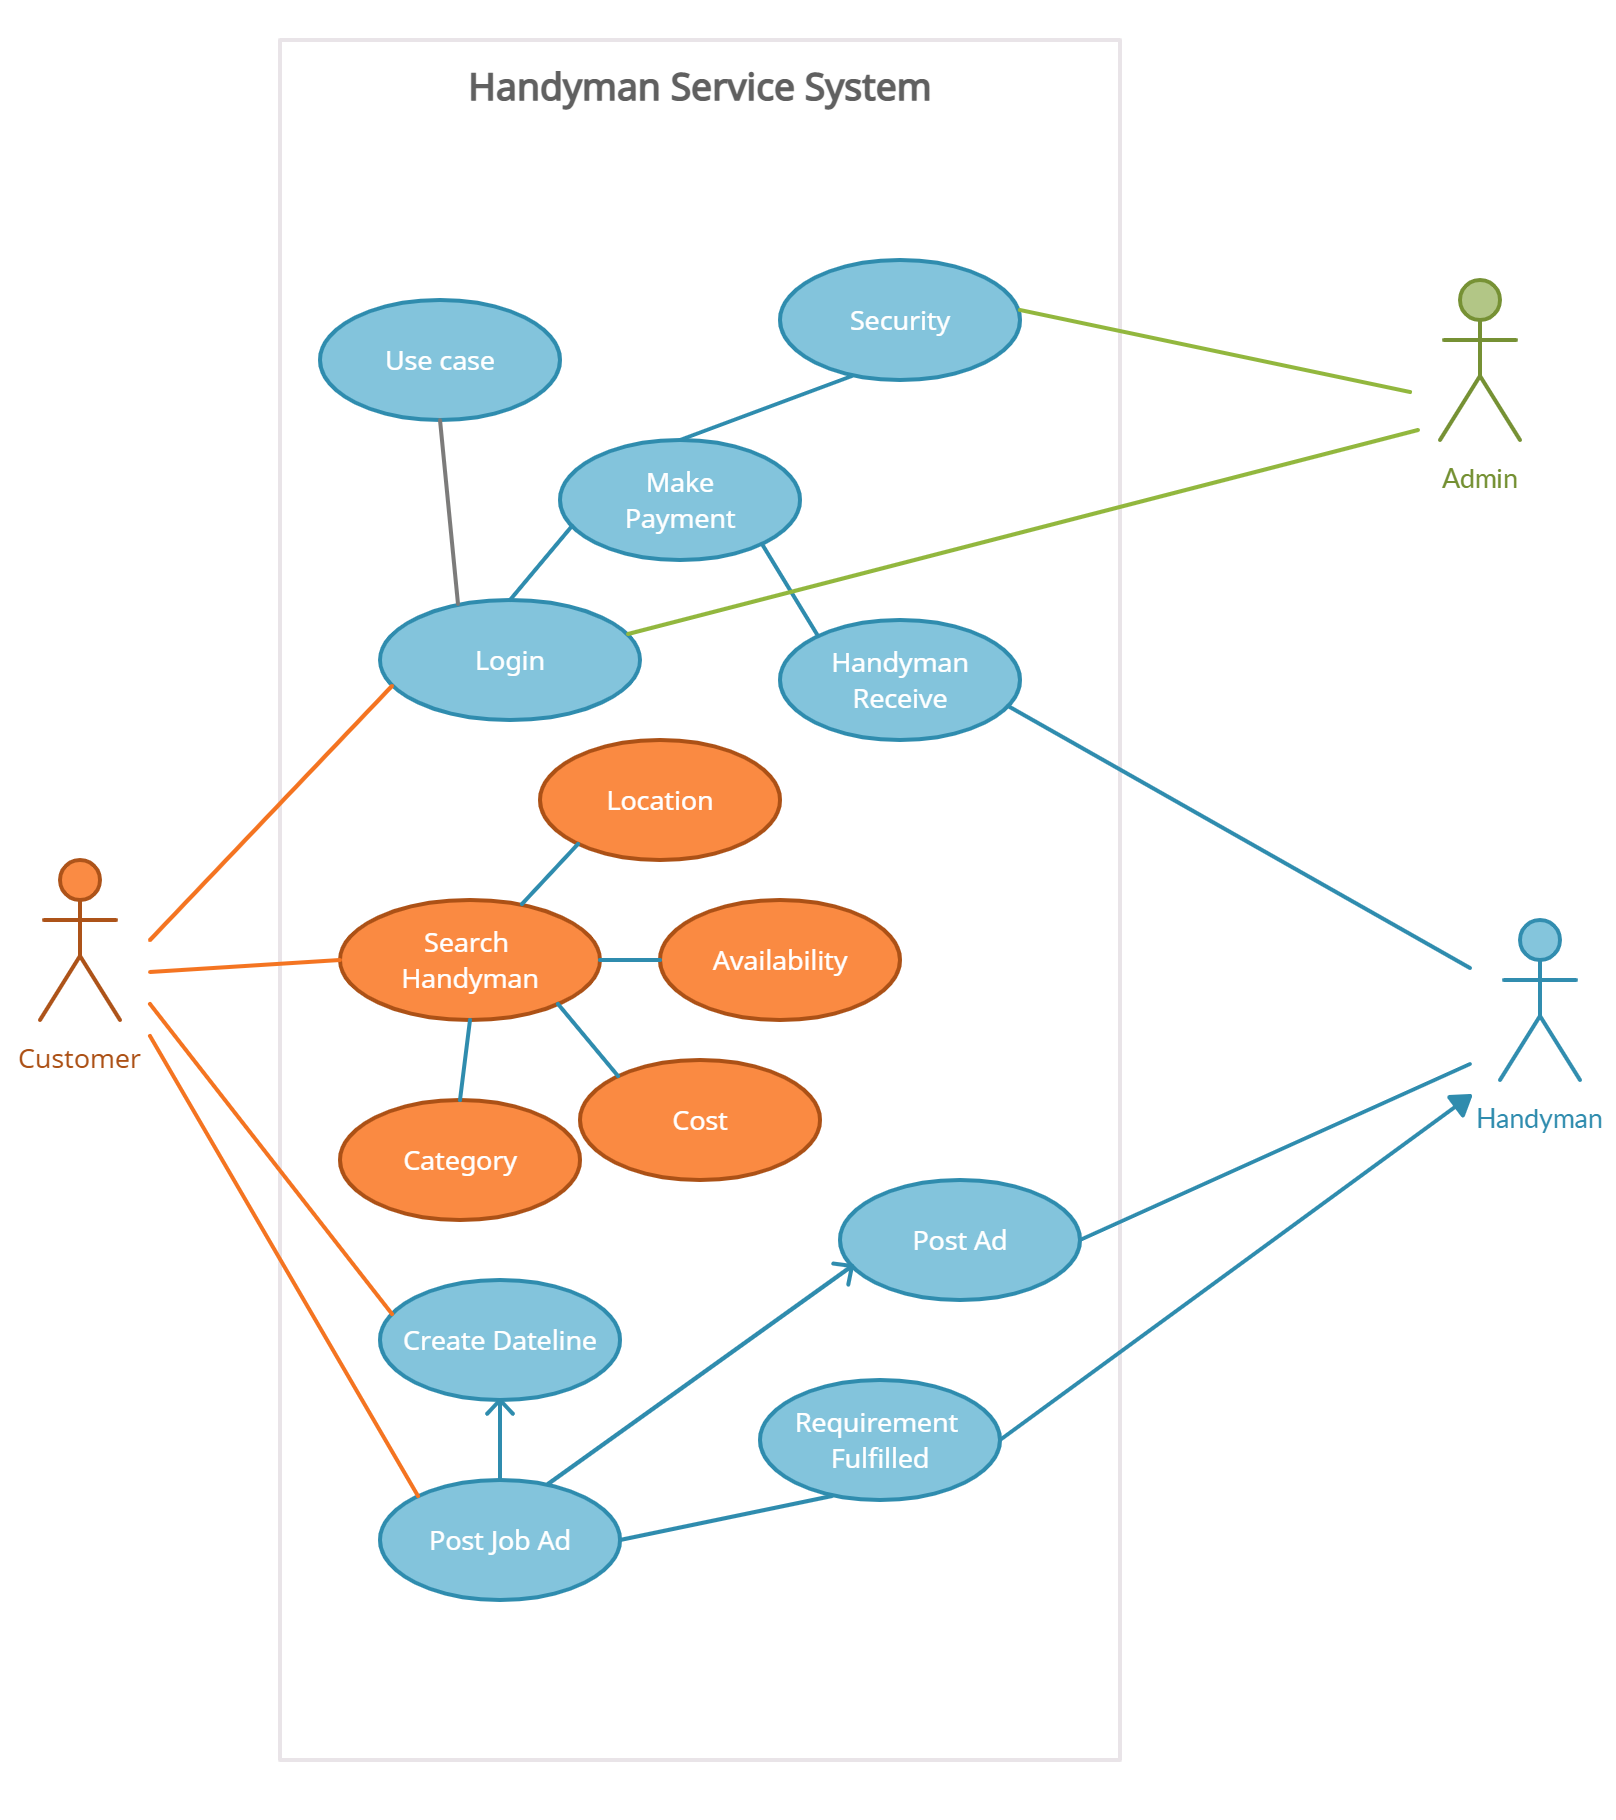 Handyman Service System
Security
Use case
Make
Payment
Admin
Login
Handyman
Receive
Location
Search
Handyman
Availability
Customer
Cost
Handyman
Category
Post Ad
Create Dateline
Requirement
Fulfilled
Post Job Ad